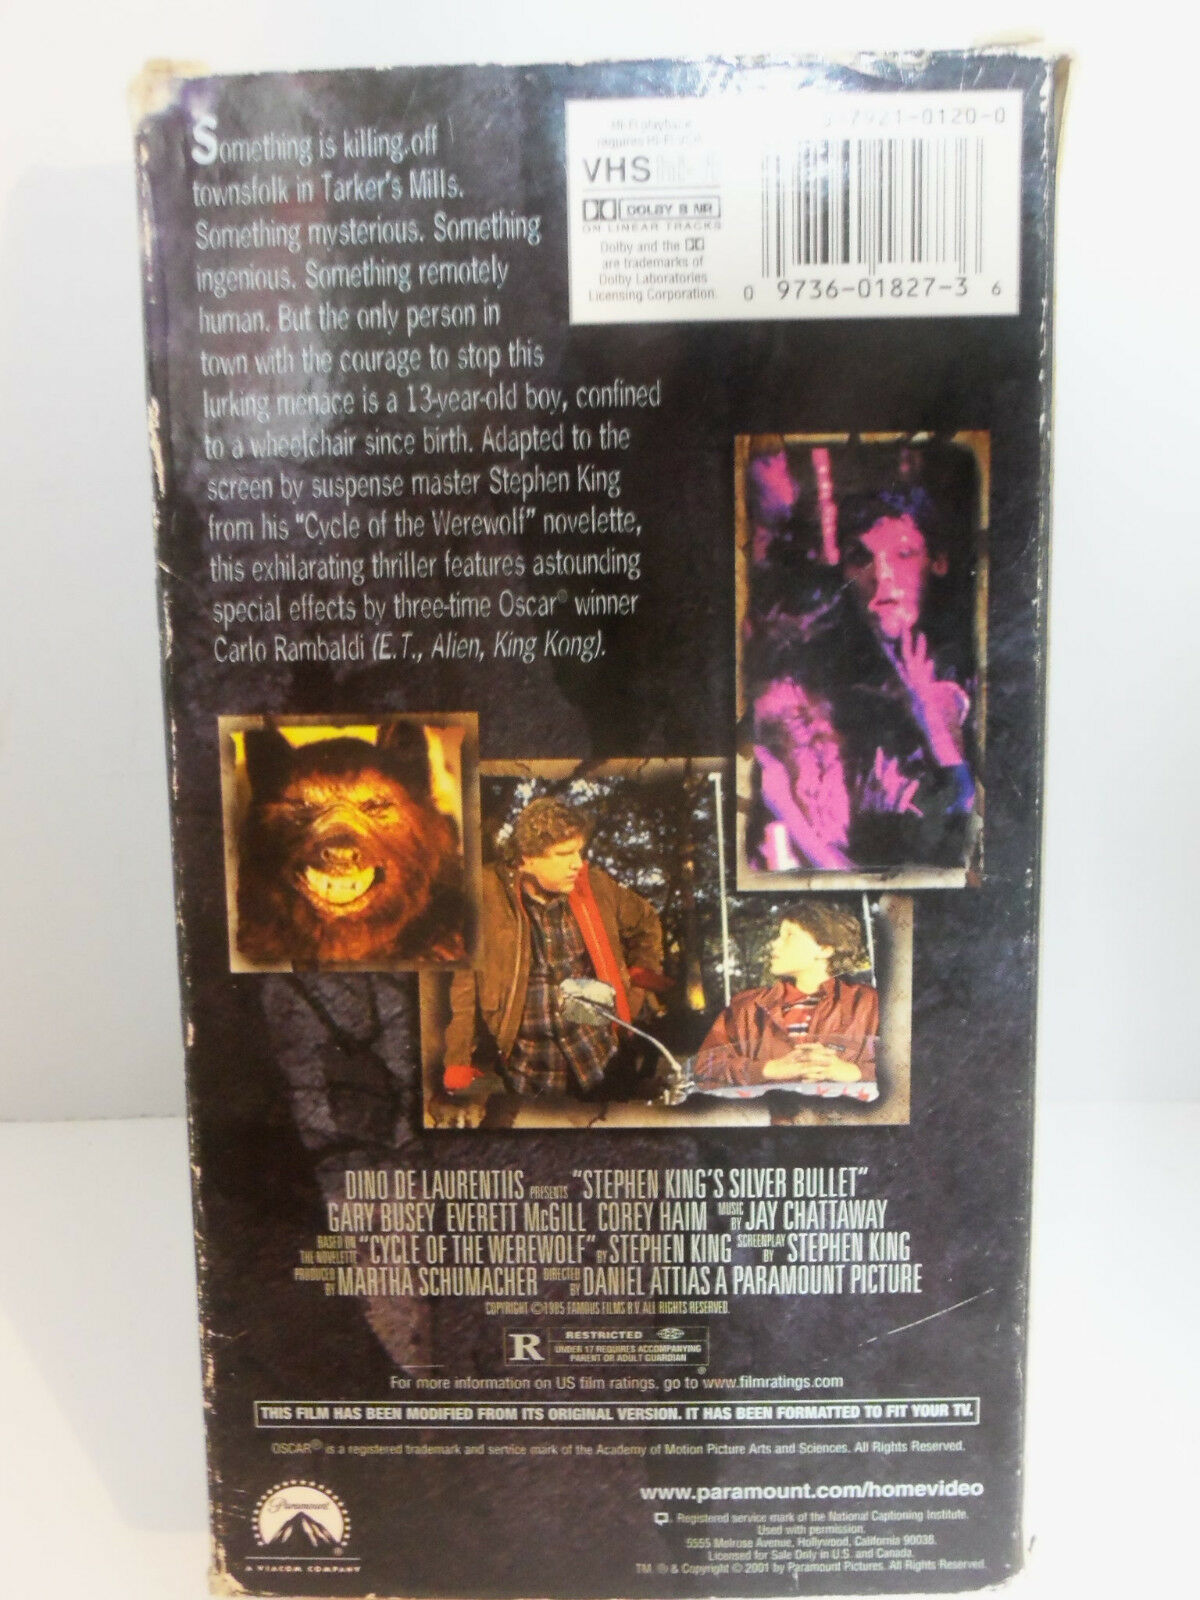 Something is killing off
townsfolk in Tarker's Mills.
Something mysterious. Something
ingenious. Something remotely
human. But the only person in
town with the courage to stop this
lurking menace is a 13-year-old boy, confined
to a wheelchair since birth. Adapted to the
screen by suspense master Stephen King
from his "Cycle of the Werewolf" novelette,
this exhilarating thriller features astounding
special effects by three-time Oscar® winner
Carlo Rambaldi (E.T., Alien, King Kong).
Hi-Fi playback
requires Hi-Fi VCR
VHS hi-fi
DOLBY B NR
ON LINEAR TRACKS
Dolby and the
are trademarks of
Dolby Laboratories
Licensing Corporation.
7921-0120-0
0 9736-01827-3 6
DINO DE LAURENTIIS PRESENTS "STEPHEN KING'S SILVER BULLET"
GARY BUSEY EVERETT McGILL COREY HAIM MUSIC BY JAY CHATTAWAY
BASED ON THE NOVELETTE "CYCLE OF THE WEREWOLF" BY STEPHEN KING SCREENPLAY BY STEPHEN KING
PRODUCED BY MARTHA SCHUMACHER DIRECTED BY DANIEL ATTIAS A PARAMOUNT PICTURE
COPYRIGHT ©1985 FAMOUS FILMS B.V. ALL RIGHTS RESERVED.
R RESTRICTED
UNDER 17 REQUIRES ACCOMPANYING
PARENT OR ADULT GUARDIAN
®
For more information on US film ratings, go to www.filmratings.com
THIS FILM HAS BEEN MODIFIED FROM ITS ORIGINAL VERSION. IT HAS BEEN FORMATTED TO FIT YOUR TV.
OSCAR® is a registered trademark and service mark of the Academy of Motion Picture Arts and Sciences. All Rights Reserved.
www.paramount.com/homevideo
Registered service mark of the National Captioning Institute.
Used with permission.
5555 Melrose Avenue, Hollywood, California 90038.
Licensed for Sale Only in U.S. and Canada.
TM, ® & Copyright © 2001 by Paramount Pictures. All Rights Reserved.
Paramount
®
A VIACOM COMPANY